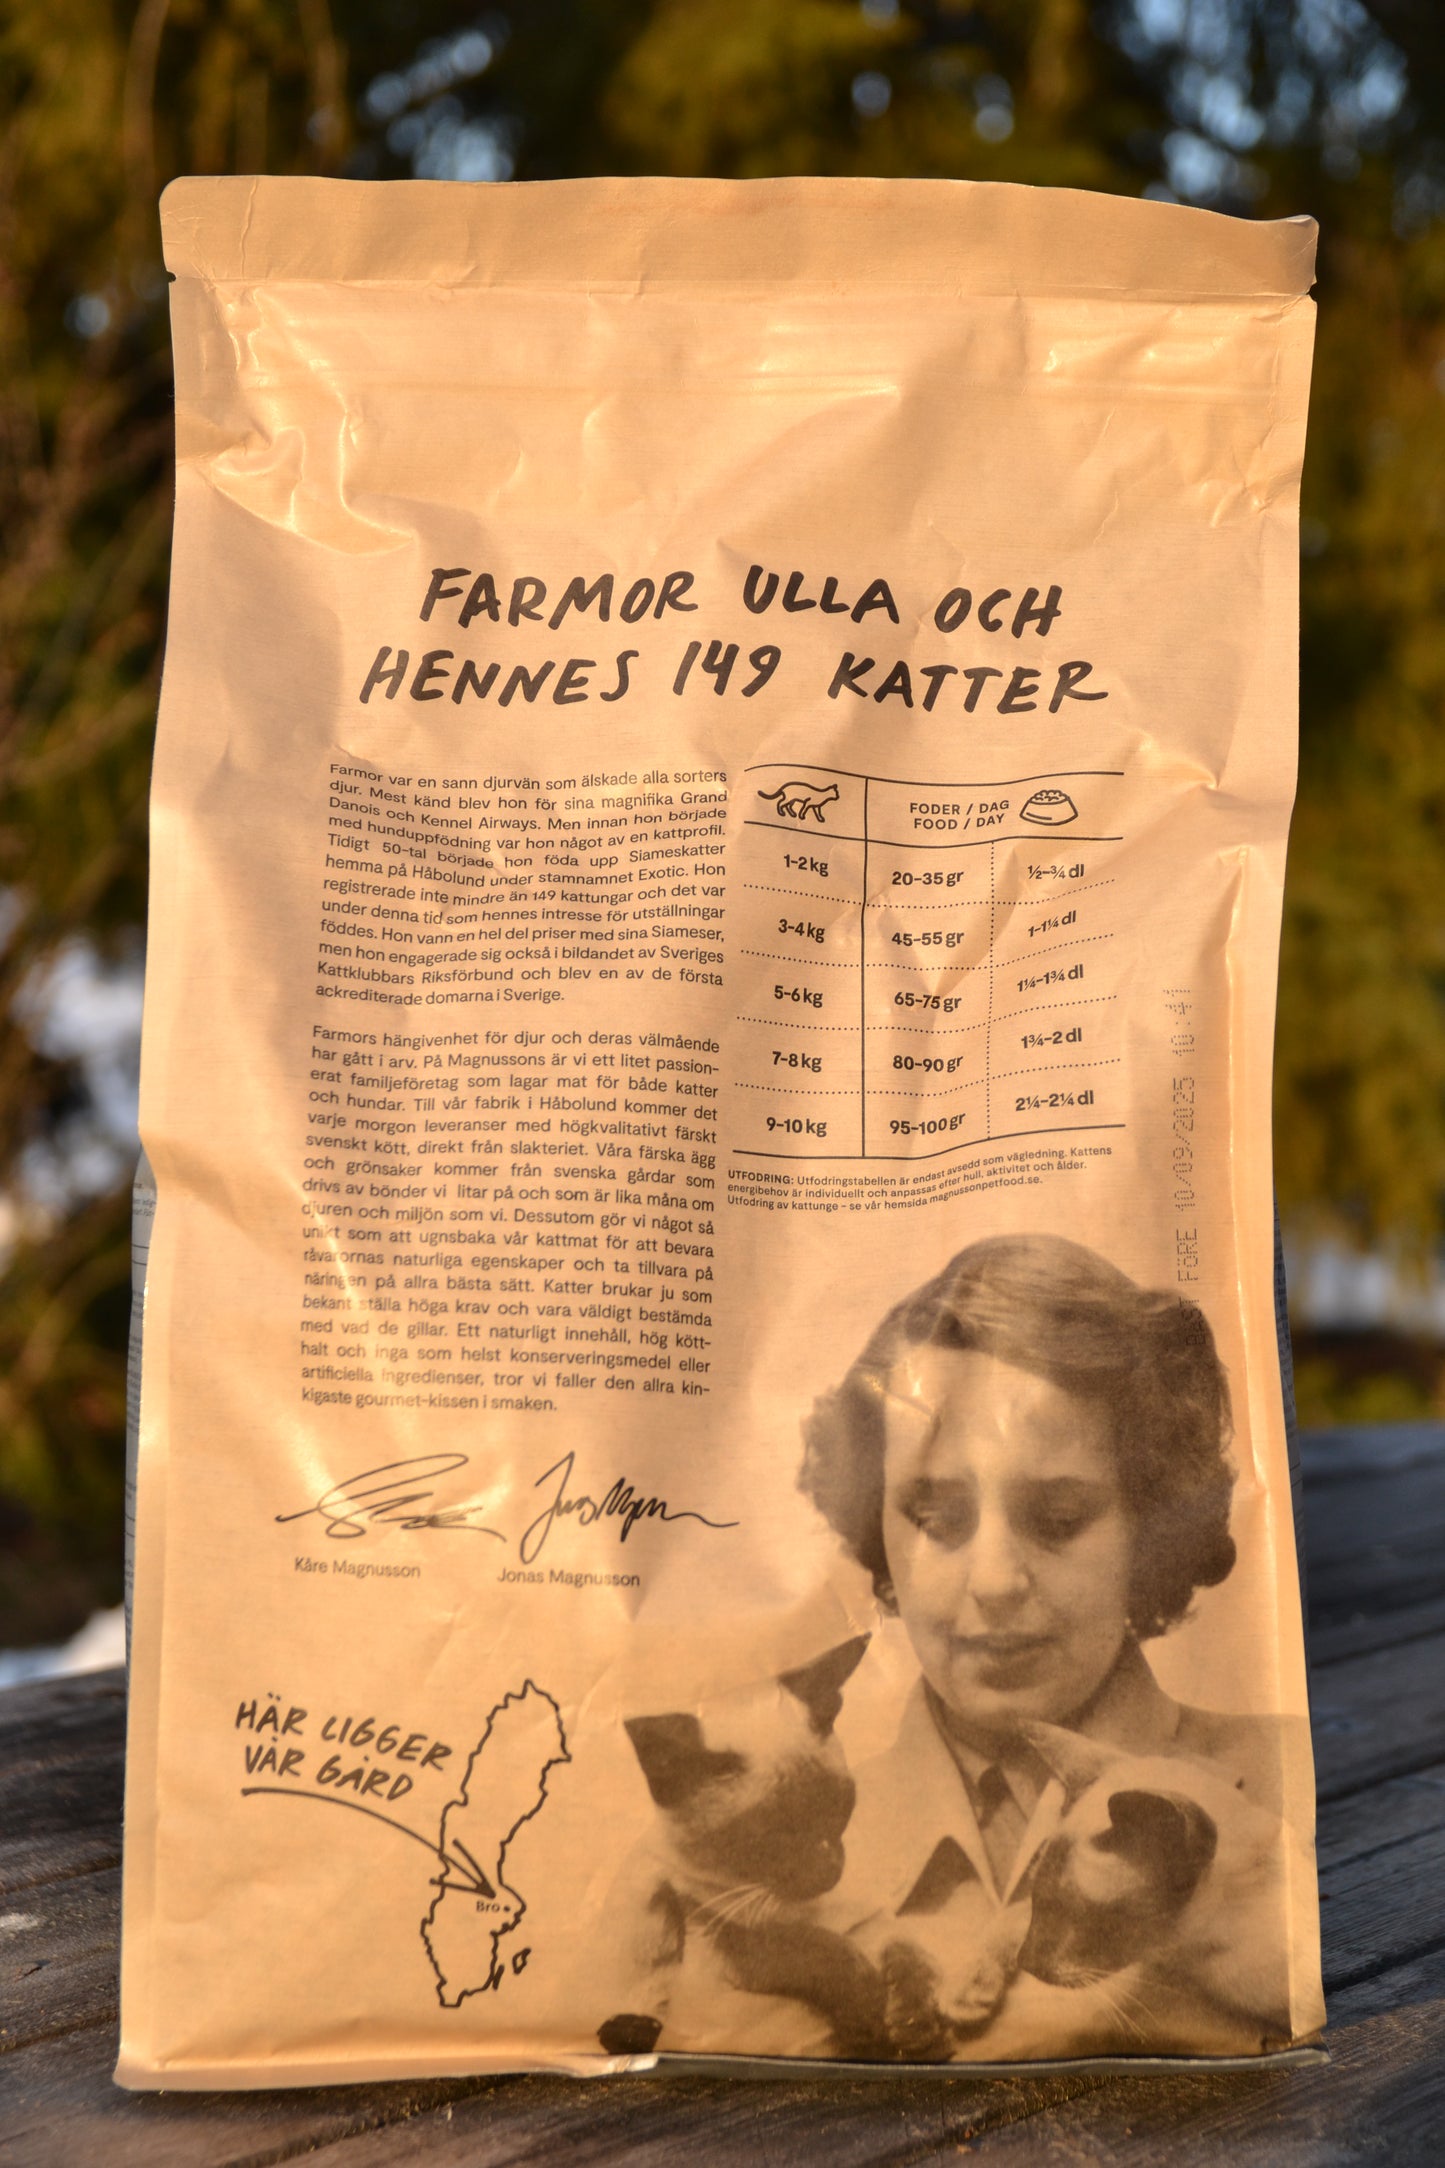 FARMOR ULLA OCH
HENNES 149 KATTER
Farmor var en sann djurvän som älskade alla sorters
djur. Mest känd blev hon för sina magnifika Grand
Danois och Kennel Airways. Men innan hon började
med hunduppfödning var hon något av en kattprofil.
Tidigt 50-tal började hon föda upp Siameskatter
hemma på Håbolund under stamnamnet Exotic. Hon
registrerade inte mindre än 149 kattungar och det var
under denna tid som hennes intresse för utställningar
föddes. Hon vann en hel del priser med sina Siameser,
men hon engagerade sig också i bildandet av Sveriges
Kattklubbars Riksförbund och blev en av de första
ackrediterade domarna i Sverige.
Farmors hängivenhet för djur och deras välmående
har gått i arv. På Magnussons är vi ett litet passion-
erat familjeföretag som lagar mat för både katter
och hundar. Till vår fabrik i Håbolund kommer det
varje morgon leveranser med högkvalitativt färskt
svenskt kött, direkt från slakteriet. Våra färska ägg
och grönsaker kommer från svenska gårdar som
drivs av bönder vi litar på och som är lika måna om
djuren och miljön som vi. Dessutom gör vi något så
unikt som att ugnsbaka vår kattmat för att bevara
råvarornas naturliga egenskaper och ta tillvara på
näringen på allra bästa sätt. Katter brukar ju som
bekant ställa höga krav och vara väldigt bestämda
med vad de gillar. Ett naturligt innehåll, hög kött-
halt och inga som helst konserveringsmedel eller
artificiella ingredienser, tror vi faller den allra kin-
kigaste gourmet-kissen i smaken.
Kåre Magnusson Jonas Magnusson
FODER / DAG
FOOD / DAY
1-2 kg 20-35 gr ½-¾ dl
3-4 kg 45-55 gr 1-1¼ dl
5-6 kg 65-75 gr 1¼-1¾ dl
7-8 kg 80-90 gr 1¾-2 dl
9-10 kg 95-100 gr 2¼-2¼ dl
UTFODRING: Utfodringstabellen är endast avsedd som vägledning. Kattens
energibehov är individuellt och anpassas efter hull, aktivitet och ålder.
Utfodring av kattunge - se vår hemsida magnussonpetfood.se.
BÄST FÖRE 10/09/2025 10:41
HÄR LIGGER
VÅR GÅRD
Bro